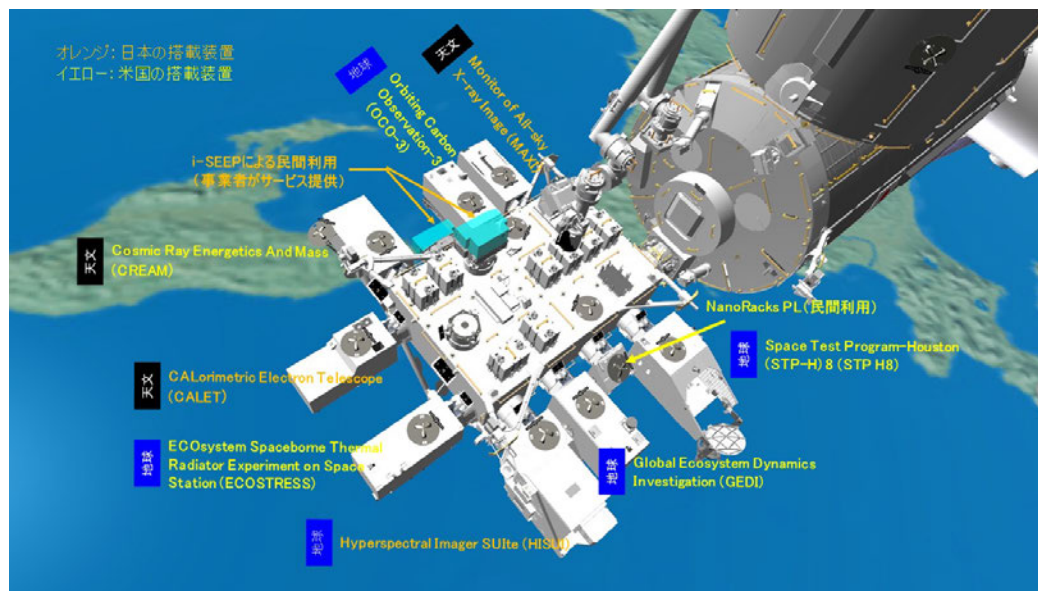 オレンジ: 日本の搭載装置
イエロー: 米国の搭載装置
天文
Monitor of All-sky
X-ray Image (MAXI)
地球
Orbiting Carbon
Observation-3
(OCO-3)
i-SEEPによる民間利用
(事業者がサービス提供)
天文
Cosmic Ray Energetics And Mass
(CREAM)
NanoRacks PL(民間利用)
地球
Space Test Program-Houston
(STP-H) 8 (STP H8)
天文
CALorimetric Electron Telescope
(CALET)
地球
ECOsystem Spaceborne Thermal
Radiator Experiment on Space
Station (ECOSTRESS)
地球
Global Ecosystem Dynamics
Investigation (GEDI)
地球
Hyperspectral Imager SUIte (HISUI)